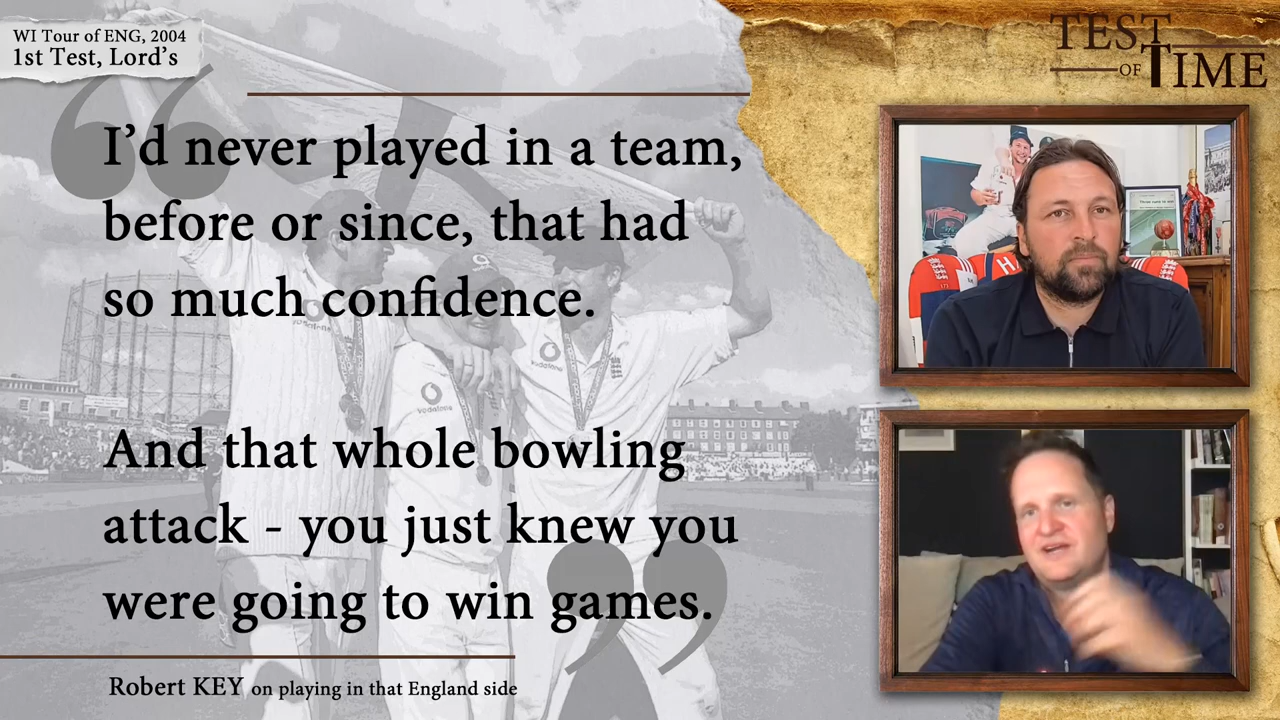 WI Tour of ENG, 2004
1st Test, Lord's
TEST
OF TIME
“I’d never played in a team,
before or since, that had
so much confidence.
And that whole bowling
attack - you just knew you
were going to win games.”
Robert KEY on playing in that England side
vodafone
vodafone